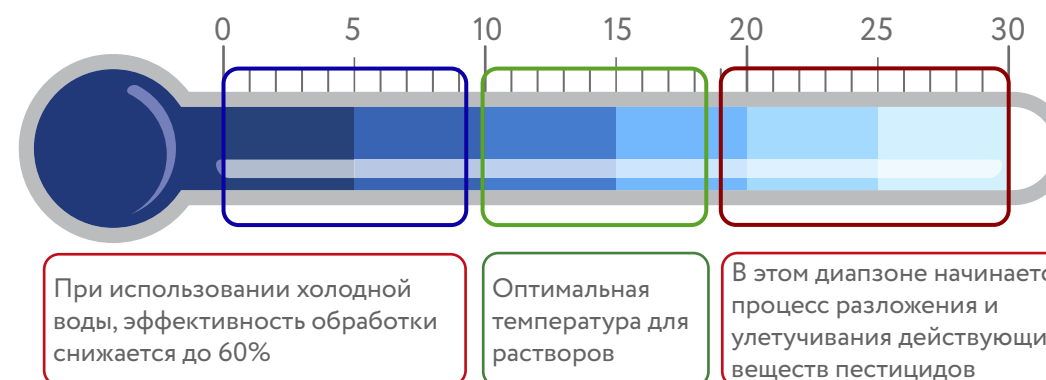 0 5 10 15 20 25 30
При использовании холодной
воды, эффективность обработки
снижается до 60%
Оптимальная
температура для
растворов
В этом диапзоне начинаетс
процесс разложения и
улетучивания действующи
веществ пестицидов